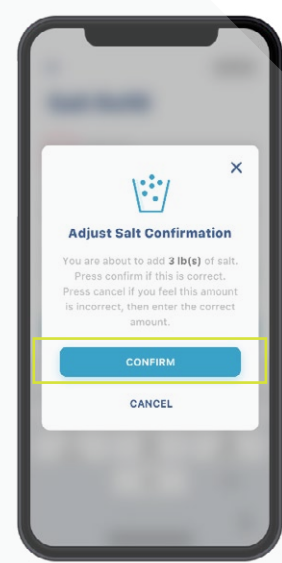 Adjust Salt Confirmation
You are about to add 3 lb(s) of salt.
Press confirm if this is correct.
Press cancel if you feel this amount
is incorrect, then enter the correct
amount.
CONFIRM
CANCEL